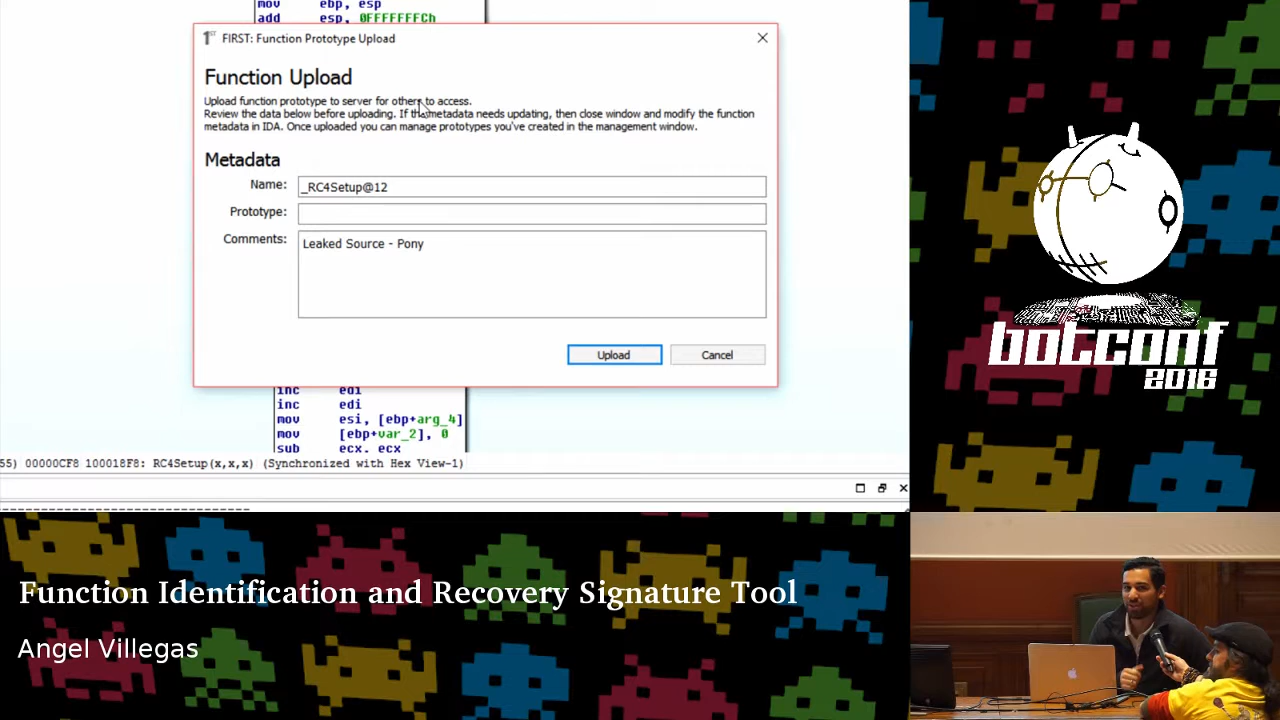 mov ebp, esp
add esp, 0FFFFFFFCh
1ST FIRST: Function Prototype Upload
Function Upload
Upload function prototype to server for others to access.
Review the data below before uploading. If the metadata needs updating, then close window and modify the function
metadata in IDA. Once uploaded you can manage prototypes you've created in the management window.
Metadata
Name: _RC4Setup@12
Prototype:
Comments: Leaked Source - Pony
Upload Cancel
inc edi
inc edi
mov esi, [ebp+arg_4]
mov [ebp+var_2], 0
sub ecx, ecx
55) 00000CF8 100018F8: RC4Setup(x,x,x) (Synchronized with Hex View-1)
botconf
2016
Function Identification and Recovery Signature Tool
Angel Villegas